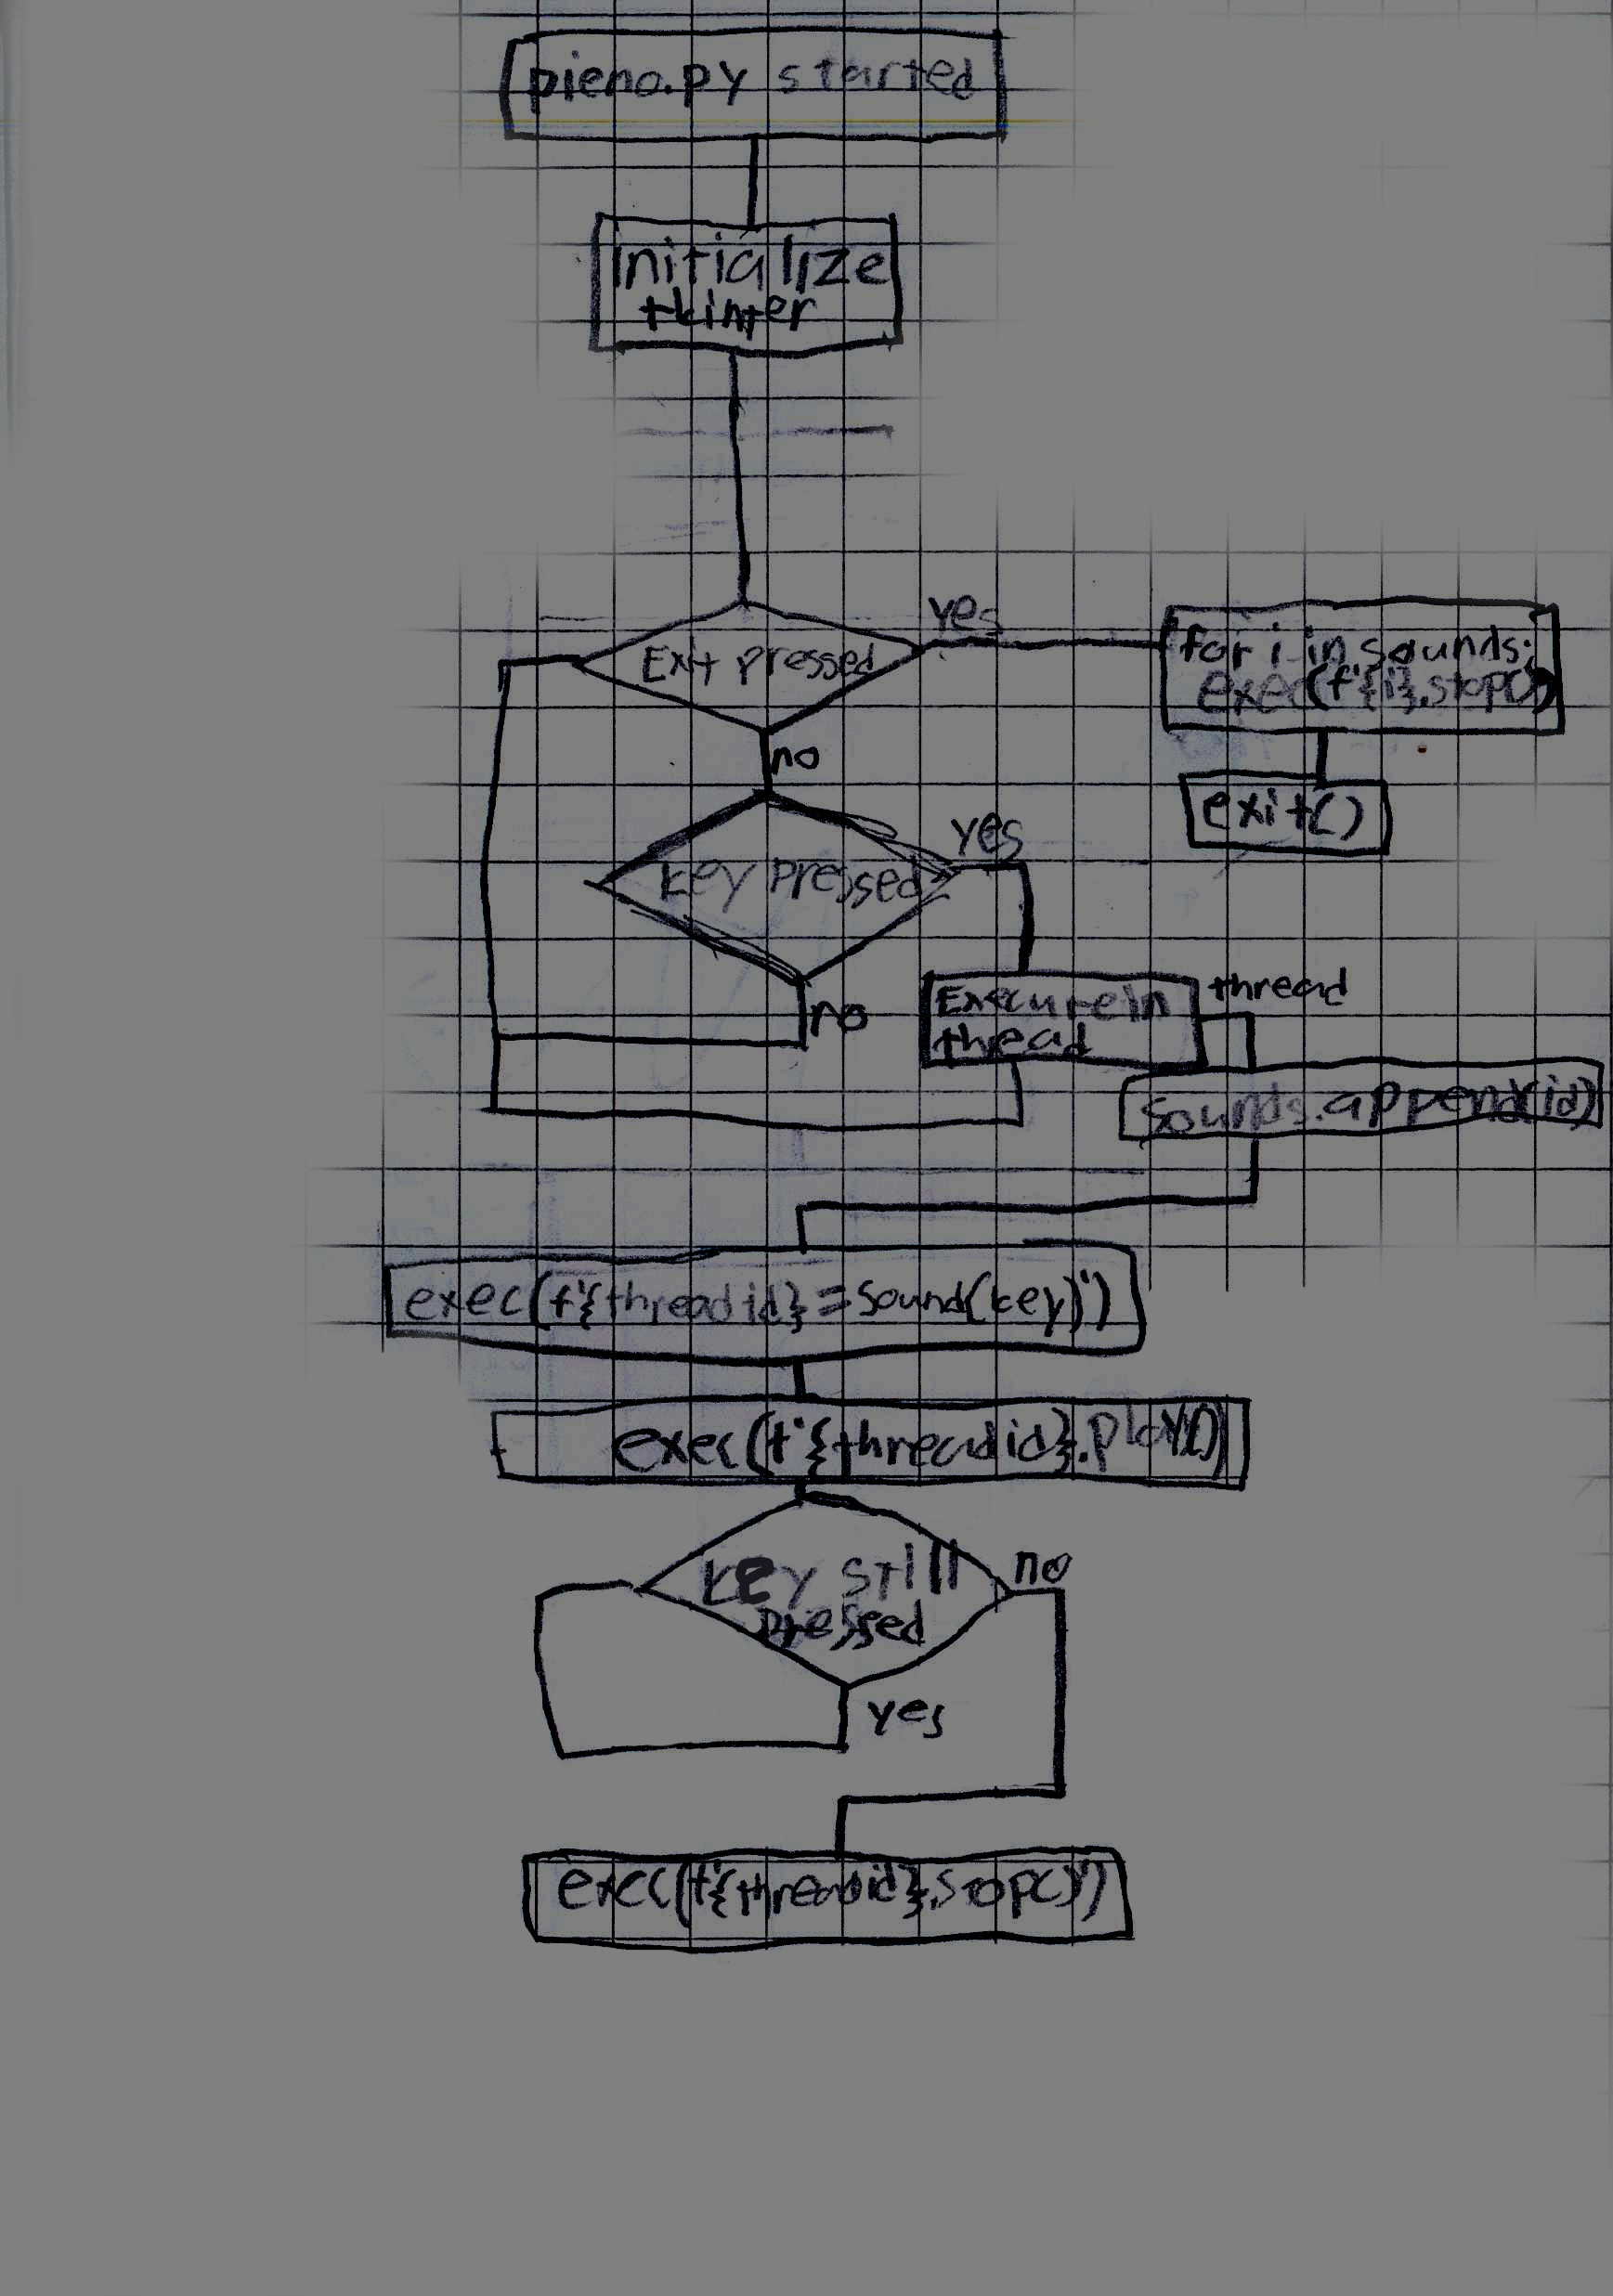 pieno.py started
Initialize
tkinter
Exit pressed
yes
for i in sounds:
exec(f'{i}.stop()')
no
exit()
key pressed
yes
no
Execute in
thread
thread
sounds.append(id)
exec(f'{thread id}=Sound(key)')
exec(f'{thread id}.play()')
key still
pressed
no
yes
exec(f'{thread id}.stop()')